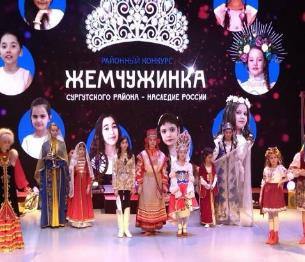 РАЙОННЫЙ КОНКУРС
ЖЕМЧУЖИНКА
СУРГУТСКОГО РАЙОНА - НАСЛЕДИЕ РОССИИ